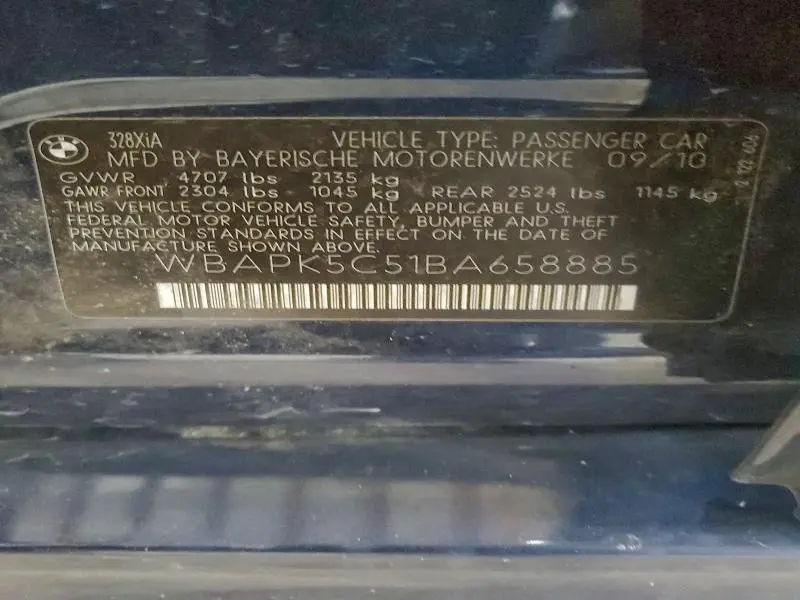 328XiA
VEHICLE TYPE: PASSENGER CAR
MFD BY BAYERISCHE MOTORENWERKE 09/10
GVWR 4707 lbs 2135 kg
GAWR FRONT 2304 lbs 1045 kg REAR 2524 lbs 1145 kg
THIS VEHICLE CONFORMS TO ALL APPLICABLE U.S.
FEDERAL MOTOR VEHICLE SAFETY, BUMPER AND THEFT
PREVENTION STANDARDS IN EFFECT ON THE DATE OF
MANUFACTURE SHOWN ABOVE.
WBAPK5C51BA658885